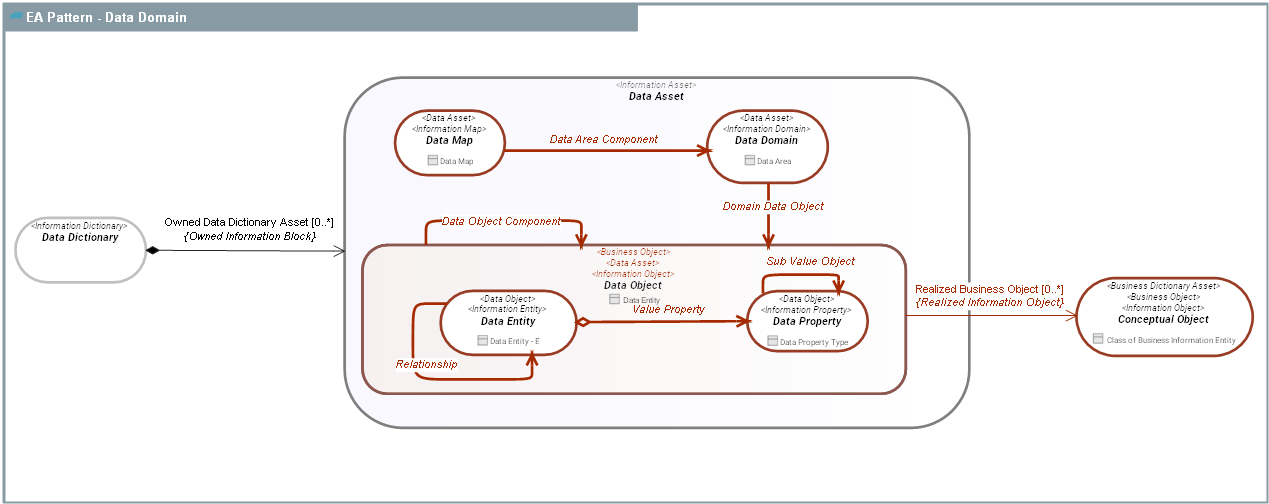 EA Pattern - Data Domain
<Information Asset>
Data Asset
<Data Asset>
<Information Map>
Data Map
Data Map
Data Area Component
<Data Asset>
<Information Domain>
Data Domain
Data Area
Domain Data Object
<Information Dictionary>
Data Dictionary
Owned Data Dictionary Asset [0..*]
{Owned Information Block}
Data Object Component
<Business Object>
<Data Asset>
<Information Object>
Data Object
Data Entity
Sub Value Object
<Data Object>
<Information Entity>
Data Entity
Data Entity - E
Value Property
<Data Object>
<Information Property>
Data Property
Data Property Type
Relationship
Realized Business Object [0..*]
{Realized Information Object}
<Business Dictionary Asset>
<Business Object>
<Information Object>
Conceptual Object
Class of Business Information Entity